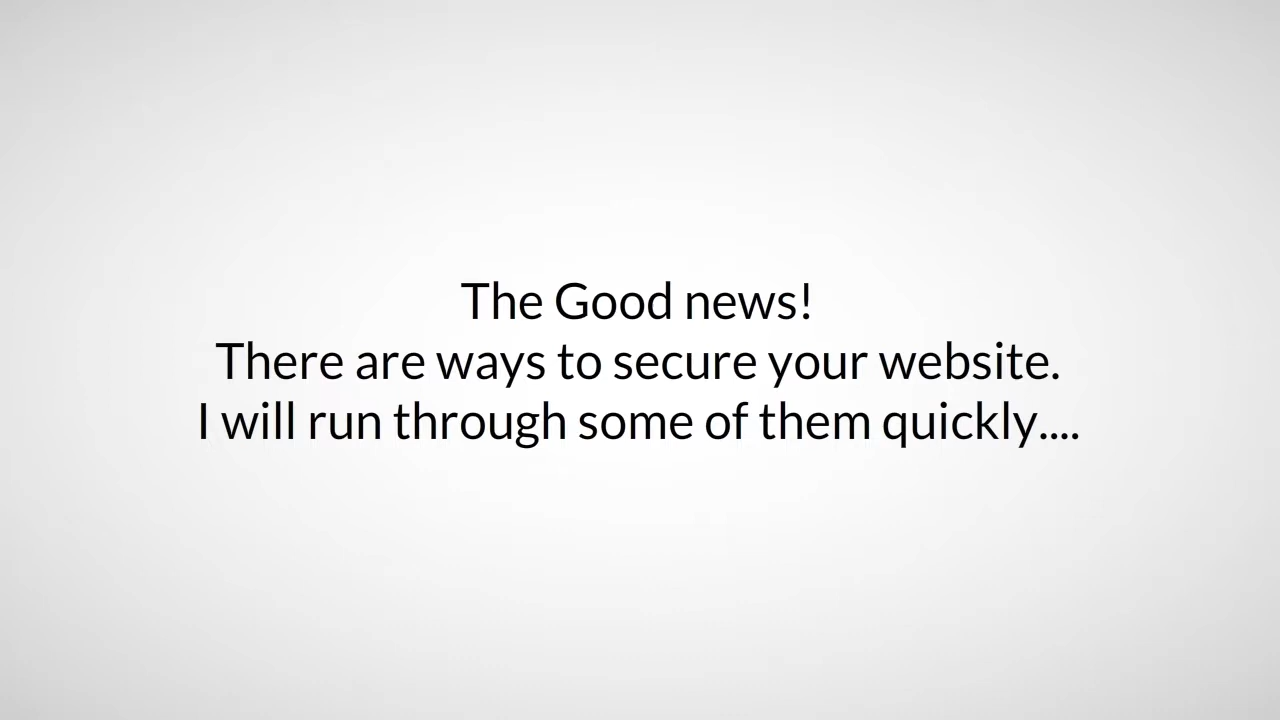 The Good news!
There are ways to secure your website.
I will run through some of them quickly....